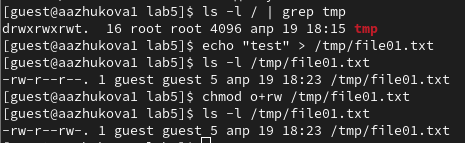 [guest@aazhukova1 lab5]$ ls -l / | grep tmp
drwxrwxrwt.  16 root root 4096 апр 19 18:15 tmp
[guest@aazhukova1 lab5]$ echo "test" > /tmp/file01.txt
[guest@aazhukova1 lab5]$ ls -l /tmp/file01.txt
-rw-r--r--. 1 guest guest 5 апр 19 18:23 /tmp/file01.txt
[guest@aazhukova1 lab5]$ chmod o+rw /tmp/file01.txt
[guest@aazhukova1 lab5]$ ls -l /tmp/file01.txt
-rw-r--rw-. 1 guest guest 5 апр 19 18:23 /tmp/file01.txt